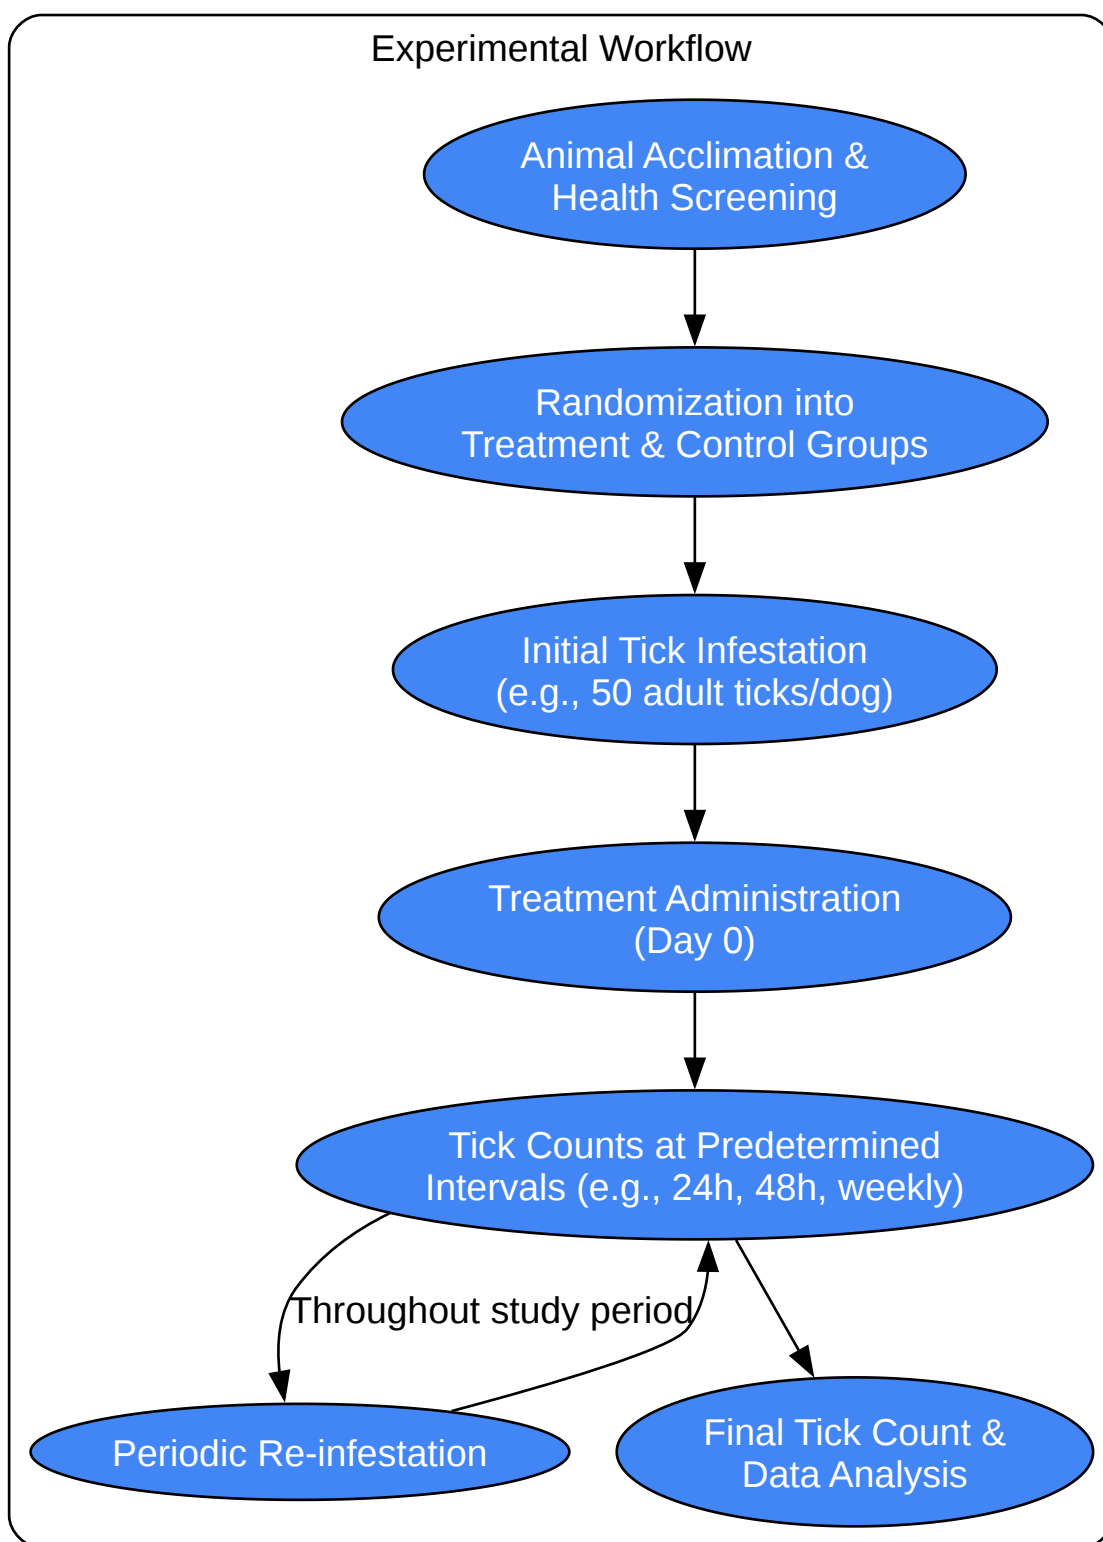 Experimental Workflow
Animal Acclimation &
Health Screening
Randomization into
Treatment & Control Groups
Initial Tick Infestation
(e.g., 50 adult ticks/dog)
Treatment Administration
(Day 0)
Tick Counts at Predetermined
Intervals (e.g., 24h, 48h, weekly)
Throughout study period
Periodic Re-infestation
Final Tick Count &
Data Analysis